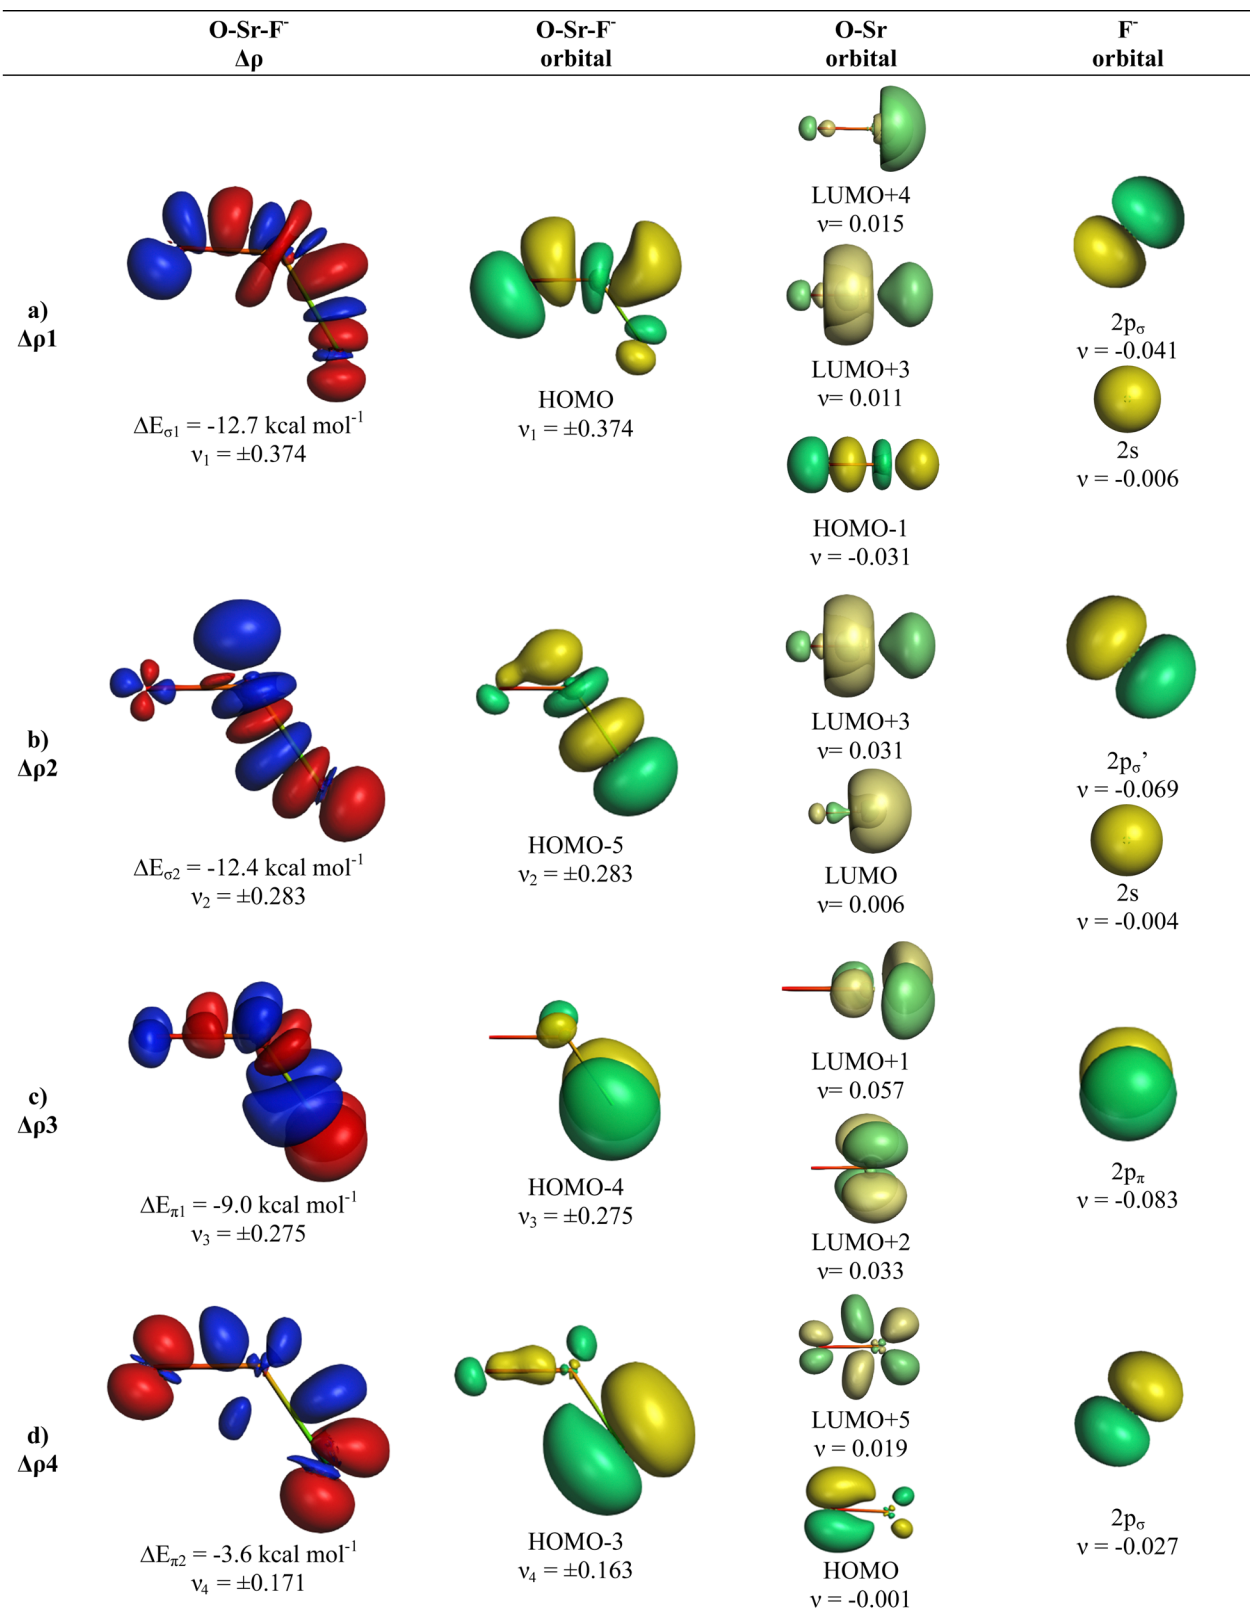 O-Sr-F⁻ O-Sr-F⁻ O-Sr F⁻
Δρ orbital orbital orbital
a)
Δρ1
ΔEσ1 = -12.7 kcal mol⁻¹
ν₁ = ±0.374
HOMO
ν₁ = ±0.374
LUMO+4
ν= 0.015
LUMO+3
ν= 0.011
HOMO-1
ν = -0.031
2pσ
ν = -0.041
2s
ν = -0.006
b)
Δρ2
ΔEσ2 = -12.4 kcal mol⁻¹
ν₂ = ±0.283
HOMO-5
ν₂ = ±0.283
LUMO+3
ν= 0.031
LUMO
ν= 0.006
2pσ’
ν = -0.069
2s
ν = -0.004
c)
Δρ3
ΔEπ1 = -9.0 kcal mol⁻¹
ν₃ = ±0.275
HOMO-4
ν₃ = ±0.275
LUMO+1
ν= 0.057
LUMO+2
ν= 0.033
2pπ
ν = -0.083
d)
Δρ4
ΔEπ2 = -3.6 kcal mol⁻¹
ν₄ = ±0.171
HOMO-3
ν₄ = ±0.163
LUMO+5
ν = 0.019
HOMO
ν = -0.001
2pσ
ν = -0.027